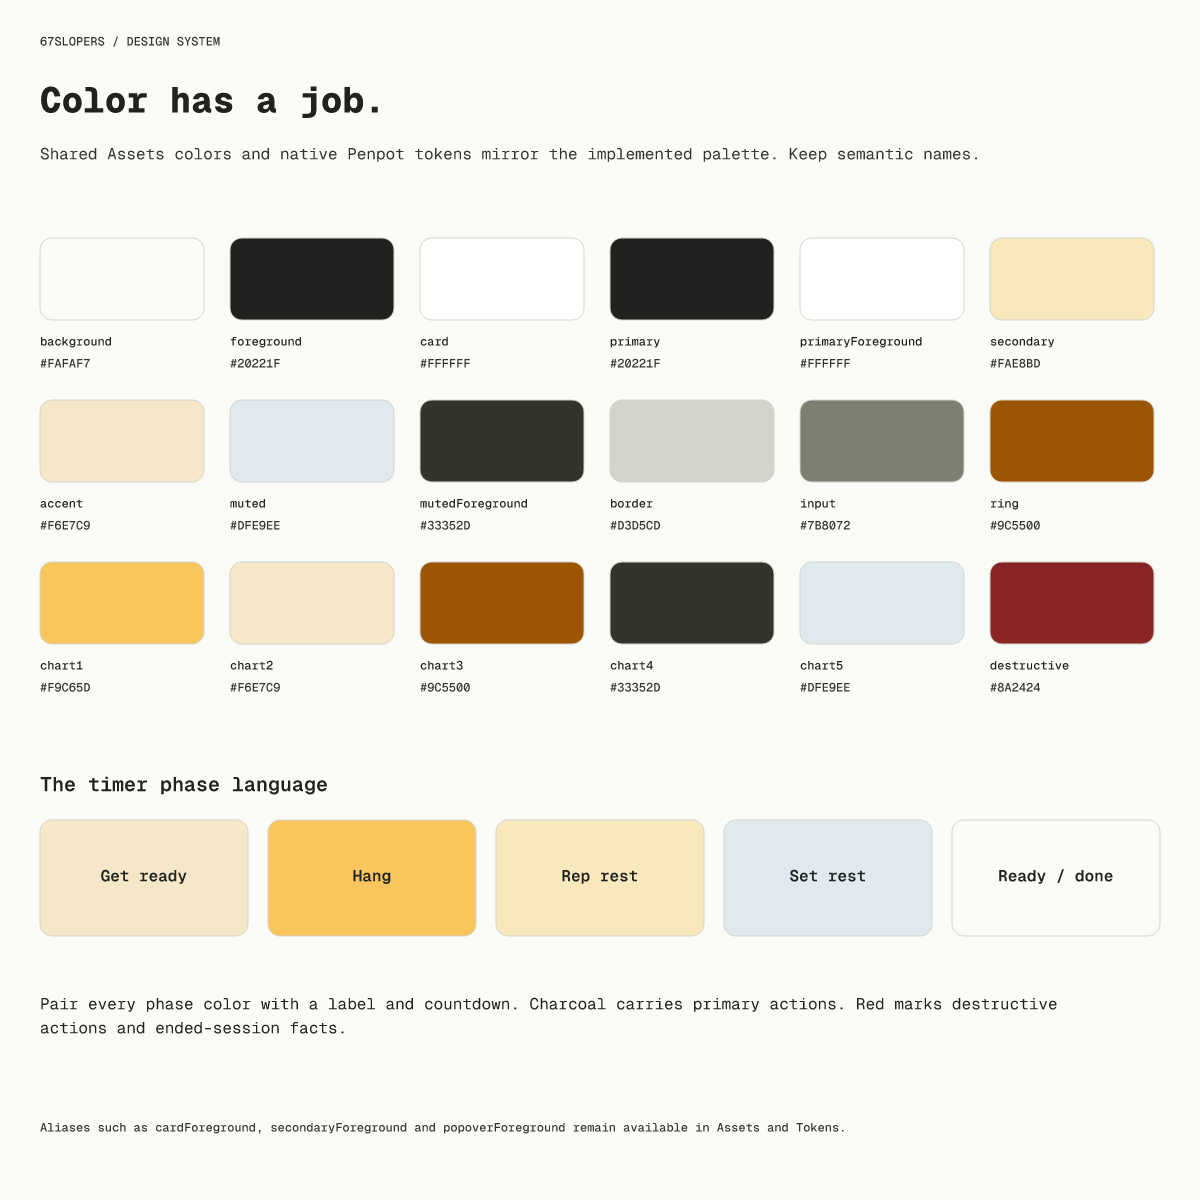 67SLOPERS / DESIGN SYSTEM
Color has a job.
Shared Assets colors and native Penpot tokens mirror the implemented palette. Keep semantic names.
background
foreground
card
primary
primaryForeground
secondary
#FAFAF7
#20221F
#FFFFFF
#20221F
#FFFFFF
#FAE8BD
accent
muted
mutedForeground
border
input
ring
#F6E7C9
#DFE9EE
#33352D
#D3D5CD
#7B8072
#9C5500
chart1
chart2
chart3
chart4
chart5
destructive
#F9C65D
#F6E7C9
#9C5500
#33352D
#DFE9EE
#8A2424
The timer phase language
Get ready
Hang
Rep rest
Set rest
Ready / done
Pair every phase color with a label and countdown. Charcoal carries primary actions. Red marks destructive
actions and ended-session facts.
Aliases such as cardForeground, secondaryForeground and popoverForeground remain available in Assets and Tokens.